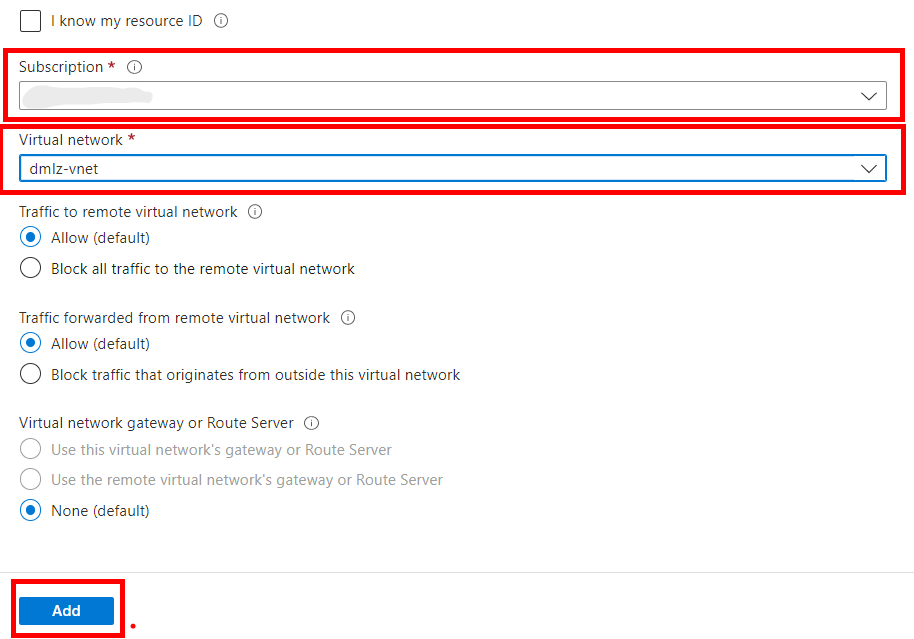 I know my resource ID
Subscription *
Virtual network *
dmlz-vnet
Traffic to remote virtual network
Allow (default)
Block all traffic to the remote virtual network
Traffic forwarded from remote virtual network
Allow (default)
Block traffic that originates from outside this virtual network
Virtual network gateway or Route Server
Use this virtual network's gateway or Route Server
Use the remote virtual network's gateway or Route Server
None (default)
Add